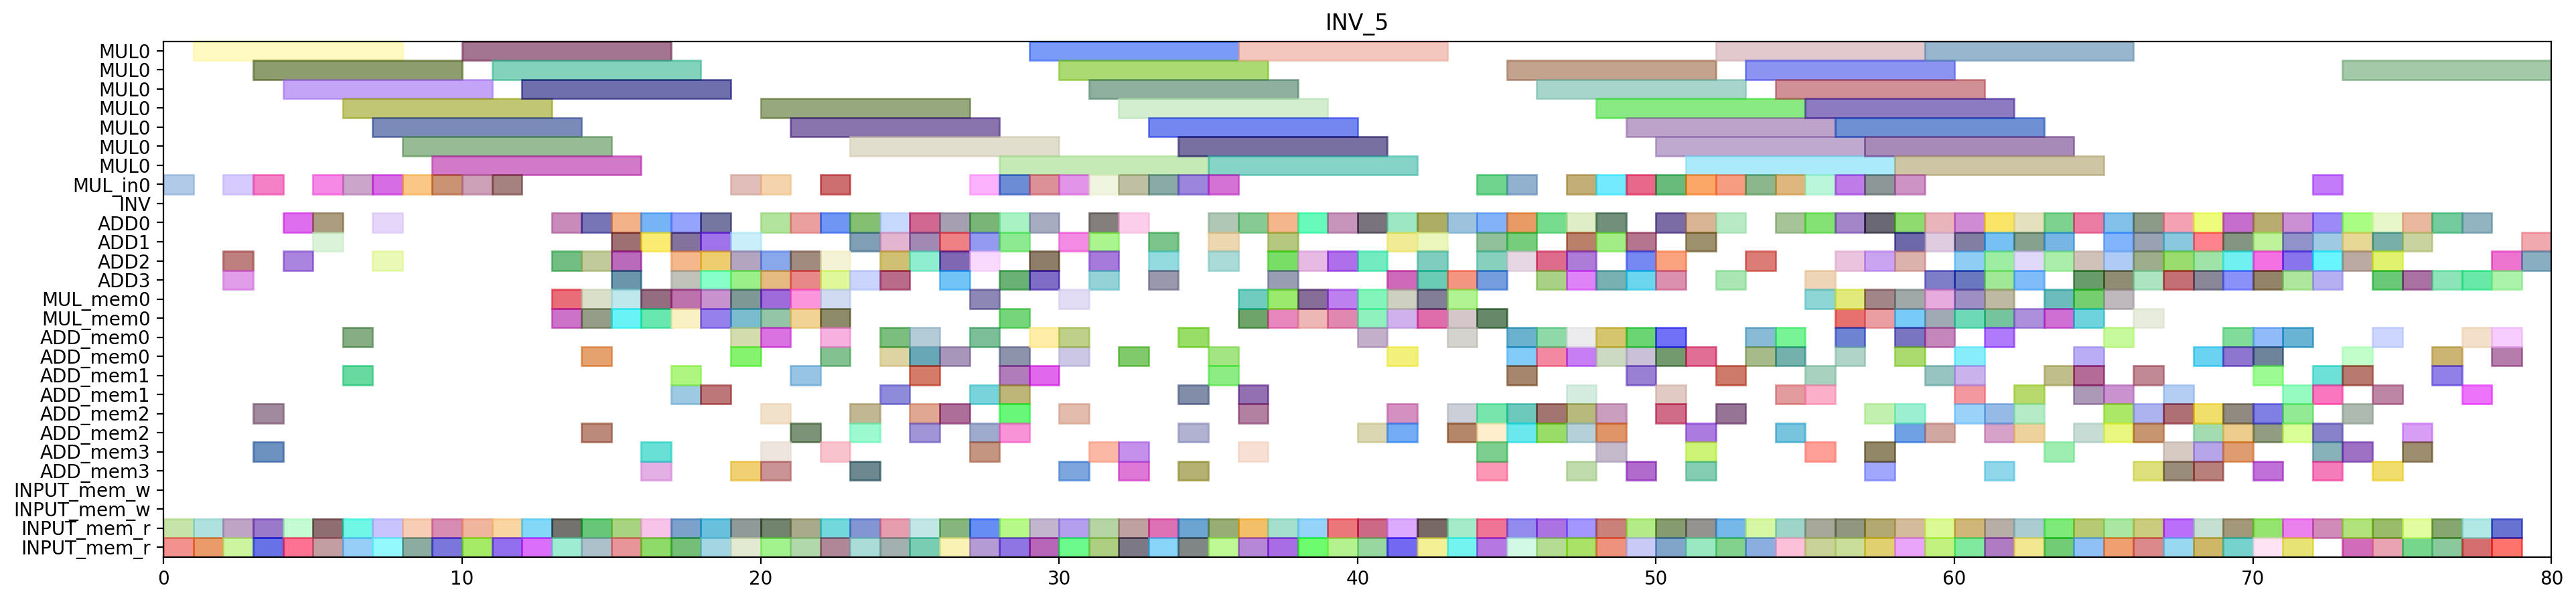 INV_5
MUL0
MUL0
MUL0
MUL0
MUL0
MUL0
MUL0
MUL_in0
INV
ADD0
ADD1
ADD2
ADD3
MUL_mem0
MUL_mem0
ADD_mem0
ADD_mem0
ADD_mem1
ADD_mem1
ADD_mem2
ADD_mem2
ADD_mem3
ADD_mem3
INPUT_mem_w
INPUT_mem_w
INPUT_mem_r
INPUT_mem_r
0 10 20 30 40 50 60 70 80